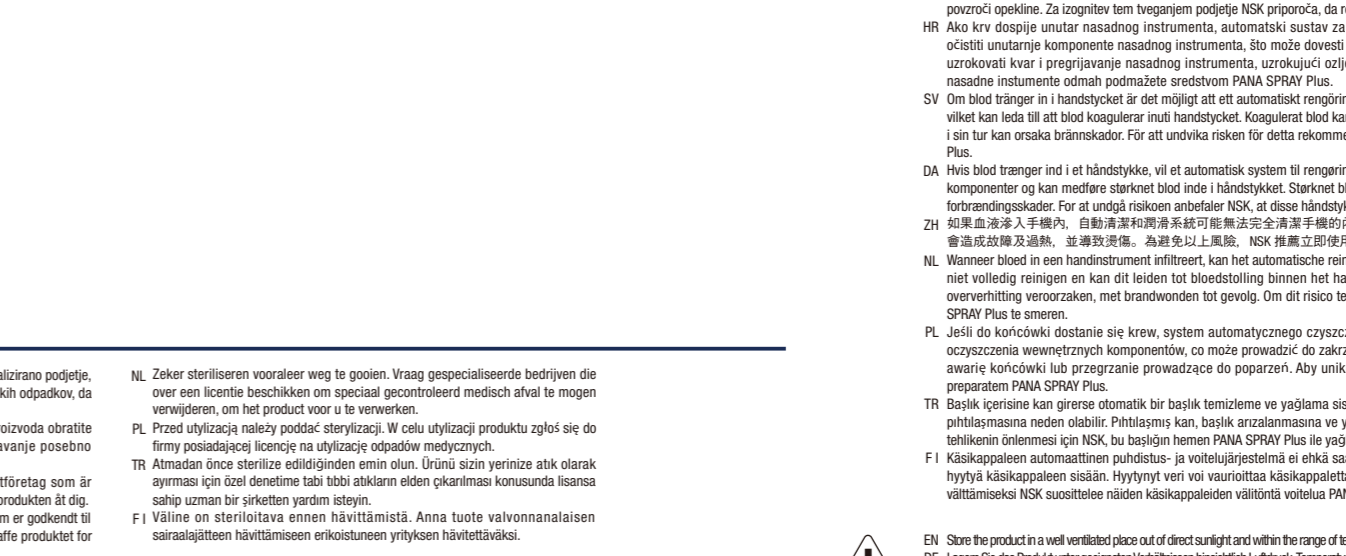 alizirano podjetje,
kih odpadkov, da
roizvoda obratite
avanje posebno
tföretag som är
produkten åt dig.
m er godkendt til
affe produktet for
NL Zeker steriliseren vooraleer weg te gooien. Vraag gespecialiseerde bedrijven die
over een licentie beschikken om speciaal gecontroleerd medisch afval te mogen
verwijderen, om het product voor u te verwerken.
PL Przed utylizacją należy poddać sterylizacji. W celu utylizacji produktu zgłoś się do
firmy posiadającej licencję na utylizację odpadów medycznych.
TR Atmadan önce sterilize edildiğinden emin olun. Ürünü sizin yerinize atık olarak
ayırması için özel denetime tabi tıbbi atıkların elden çıkarılması konusunda lisansa
sahip uzman bir şirketten yardım isteyin.
FI Väline on steriloitava ennen hävittämistä. Anna tuote valvonnanalaisen
sairaalajätteen hävittämiseen erikoistuneen yrityksen hävitettäväksi.
povzroči opekline. Za izognitev tem tveganjem podjetje NSK priporoča, da
HR Ako krv dospije unutar nasadnog instrumenta, automatski sustav za
očistiti unutarnje komponente nasadnog instrumenta, što može dovesti
uzrokovati kvar i pregrijavanje nasadnog instrumenta, uzrokujući ozlje
nasadne instumente odmah podmažete sredstvom PANA SPRAY Plus.
SV Om blod tränger in i handstycket är det möjligt att ett automatiskt rengörin
vilket kan leda till att blod koagulerar inuti handstycket. Koagulerat blod ka
i sin tur kan orsaka brännskador. För att undvika risken för detta rekomme
Plus.
DA Hvis blod trænger ind i et håndstykke, vil et automatisk system til rengørin
komponenter og kan medføre størknet blod inde i håndstykket. Størknet bl
forbrændingsskader. For at undgå risikoen anbefaler NSK, at disse håndstyk
ZH 如果血液滲入手機內，自動清潔和潤滑系統可能無法完全清潔手機的
會造成故障及過熱，並導致燙傷。為避免以上風險，NSK 推薦立即使用
NL Wanneer bloed in een handinstrument infiltreert, kan het automatische rein
niet volledig reinigen en kan dit leiden tot bloedstolling binnen het ha
oververhitting veroorzaken, met brandwonden tot gevolg. Om dit risico te
SPRAY Plus te smeren.
PL Jeśli do końcówki dostanie się krew, system automatycznego czyszcz
oczyszczenia wewnętrznych komponentów, co może prowadzić do zakrz
awarię końcówki lub przegrzanie prowadzące do poparzeń. Aby unik
preparatem PANA SPRAY Plus.
TR Başlık içerisine kan girerse otomatik bir başlık temizleme ve yağlama sis
pıhtılaşmasına neden olabilir. Pıhtılaşmış kan, başlık arızalanmasına ve y
tehlikenin önlenmesi için NSK, bu başlığın hemen PANA SPRAY Plus ile yağ
FI Käsikappaleen automaattinen puhdistus- ja voitelujärjestelmä ei ehkä saa
hyytyä käsikappaleen sisään. Hyytynyt veri voi vaurioittaa käsikappaletta
välttämiseksi NSK suosittelee näiden käsikappaleiden välitöntä voitelua PAN
EN Store the product in a well ventilated place out of direct sunlight and within the range of te